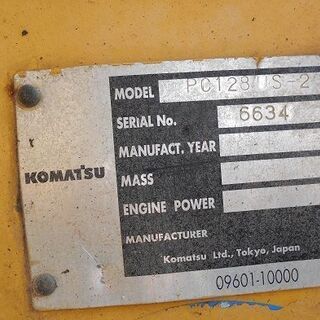 MODEL PC128US-2
SERIAL No. 6634
MANUFACT. YEAR
KOMATSU
MASS
ENGINE POWER
MANUFACTURER
Komatsu Ltd., Tokyo, Japan
09601-10000